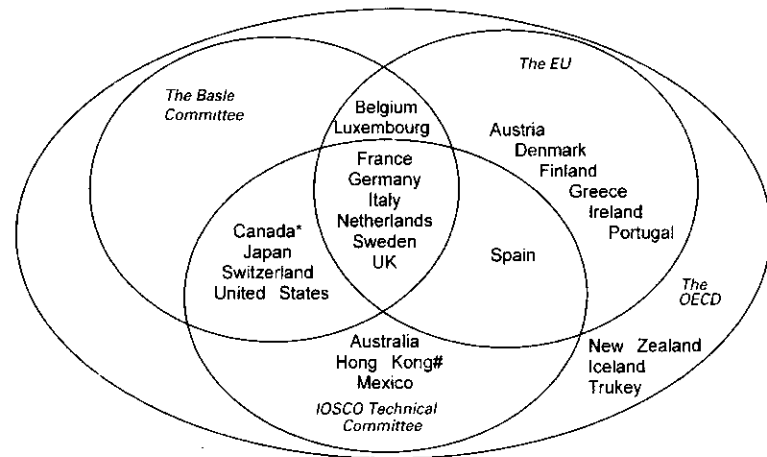 The Basle
Committee
The EU
Belgium
Luxembourg
Austria
Denmark
Finland
Greece
Ireland
Portugal
France
Germany
Italy
Netherlands
Sweden
UK
Canada*
Japan
Switzerland
United States
Spain
The
OECD
Australia
Hong Kong#
Mexico
New Zealand
Iceland
Trukey
IOSCO Technical
Committee